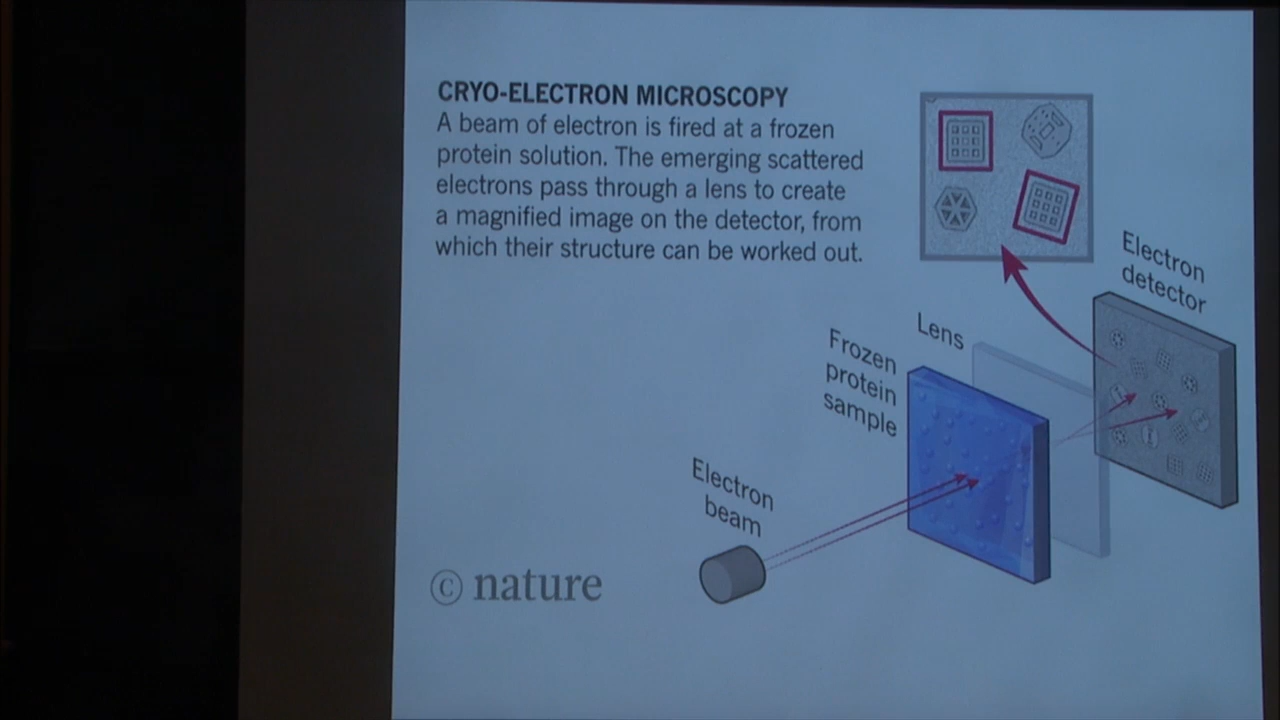 CRYO-ELECTRON MICROSCOPY
A beam of electron is fired at a frozen
protein solution. The emerging scattered
electrons pass through a lens to create
a magnified image on the detector, from
which their structure can be worked out.
Electron
detector
Lens
Frozen
protein
sample
Electron
beam
© nature